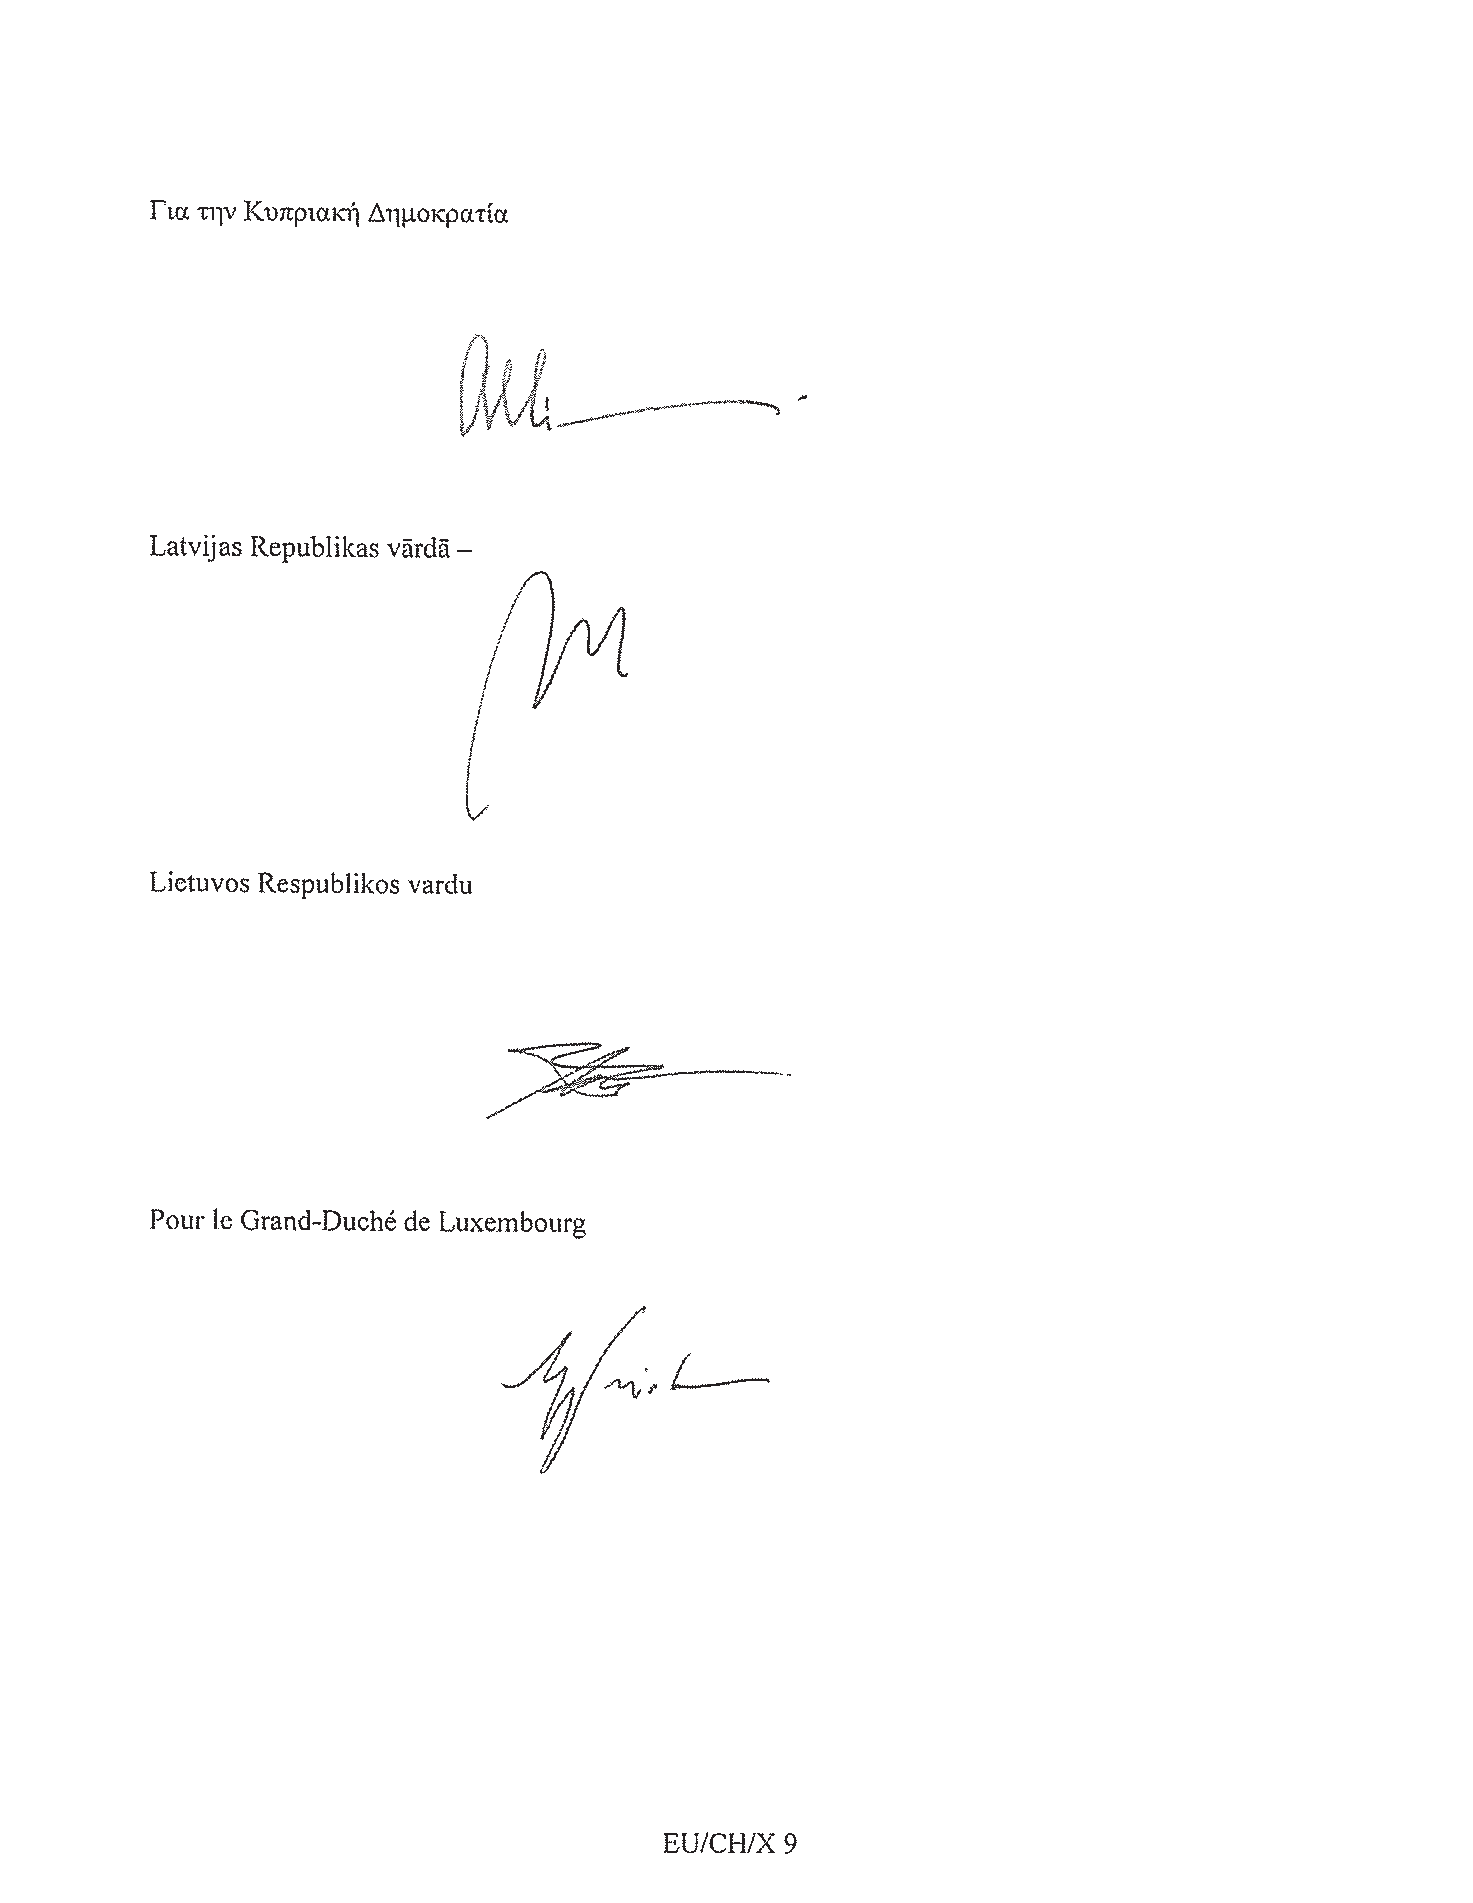 Για την Κυπριακή Δημοκρατία
Latvijas Republikas vārdā –
Lietuvos Respublikos vardu
Pour le Grand-Duché de Luxembourg
EU/CH/X 9